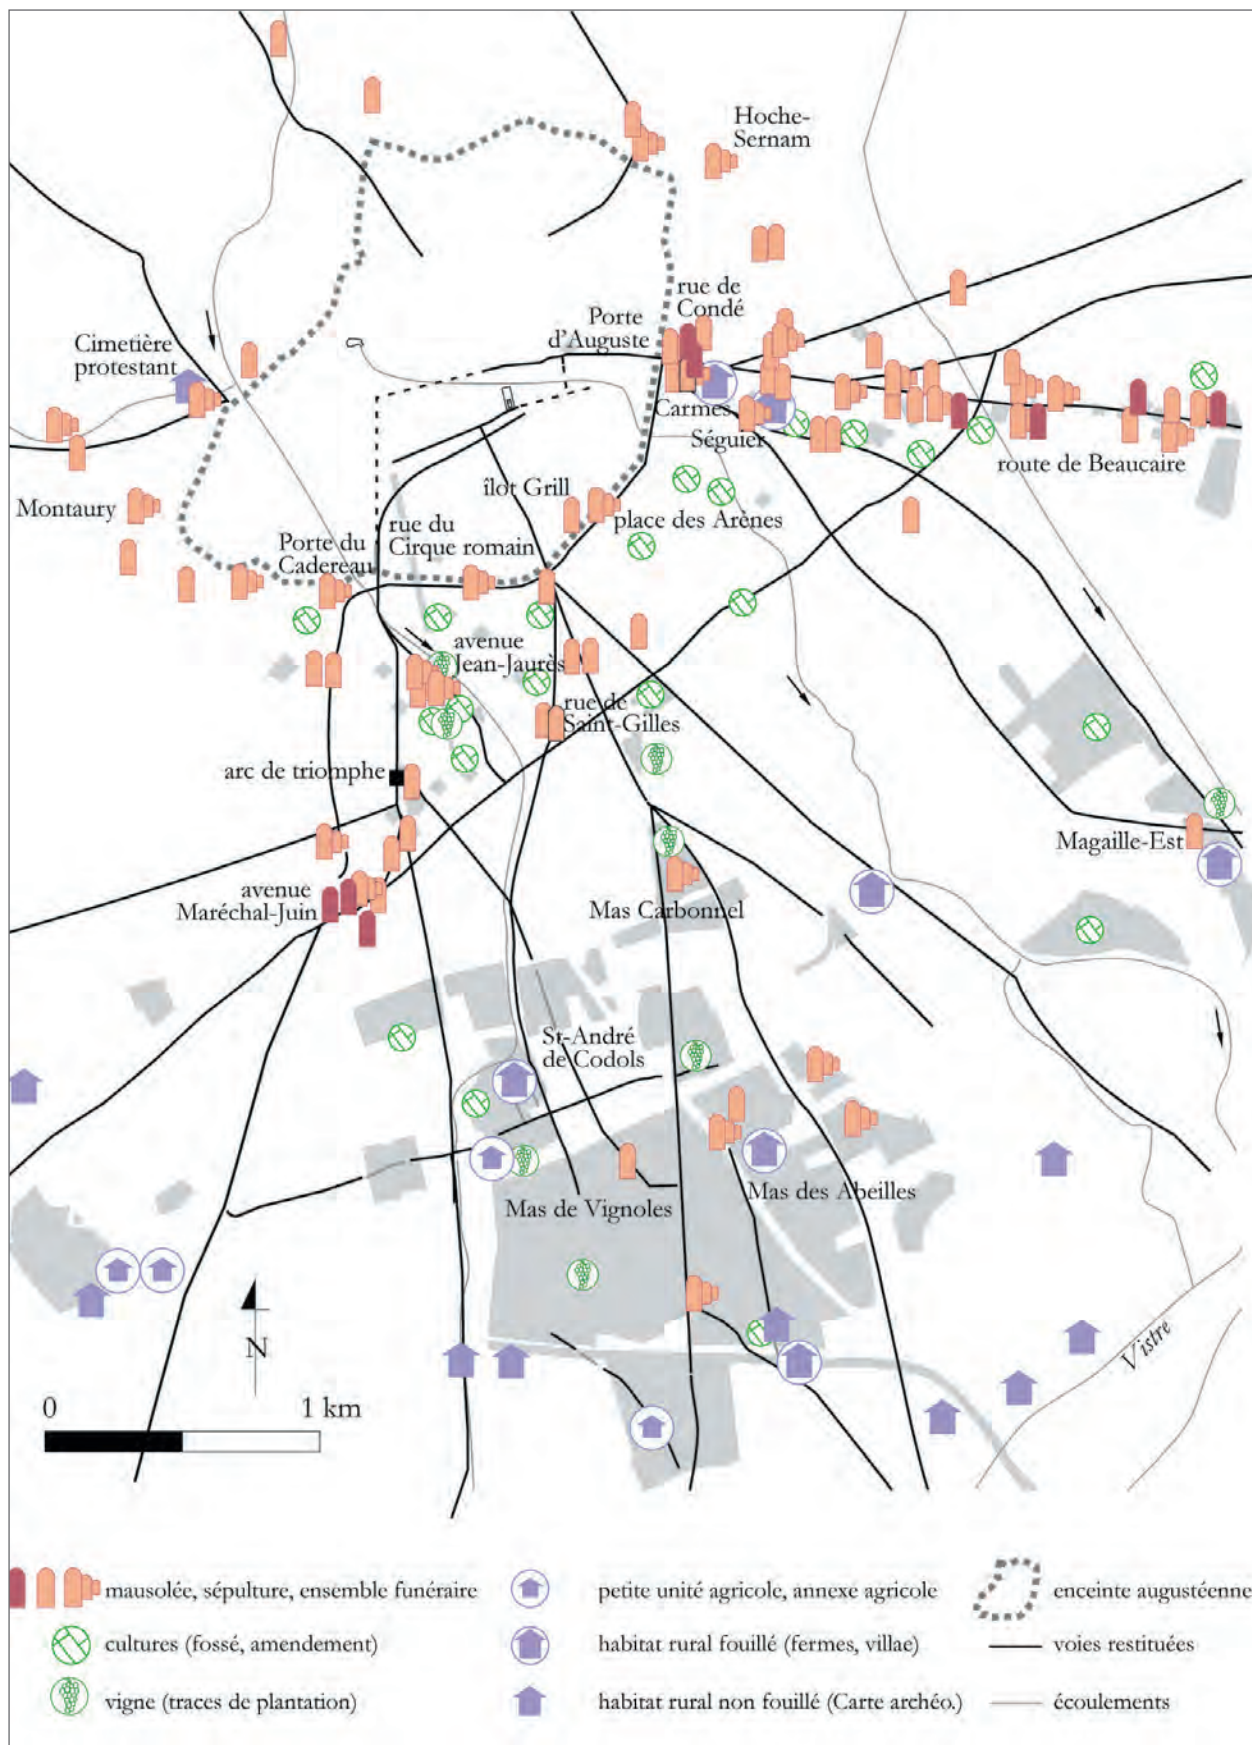 Hoche-
Sernam
rue de
Condé
Porte
d'Auguste
Cimetière
protestant
Carmes
Séguier
route de Beaucaire
îlot Grill
place des Arènes
Montaury
rue du
Cirque romain
Porte du
Cadereau
avenue
Jean-Jaurès
rue de
Saint-Gilles
arc de triomphe
Magaille-Est
avenue
Maréchal-Juin
Mas Carbonnel
St-André
de Codols
Mas de Vignoles
Mas des Abeilles
Vistre
N
0 1 km
mausolée, sépulture, ensemble funéraire
cultures (fossé, amendement)
vigne (traces de plantation)
petite unité agricole, annexe agricole
habitat rural fouillé (fermes, villae)
habitat rural non fouillé (Carte archéo.)
enceinte augustéenne
voies restituées
écoulements